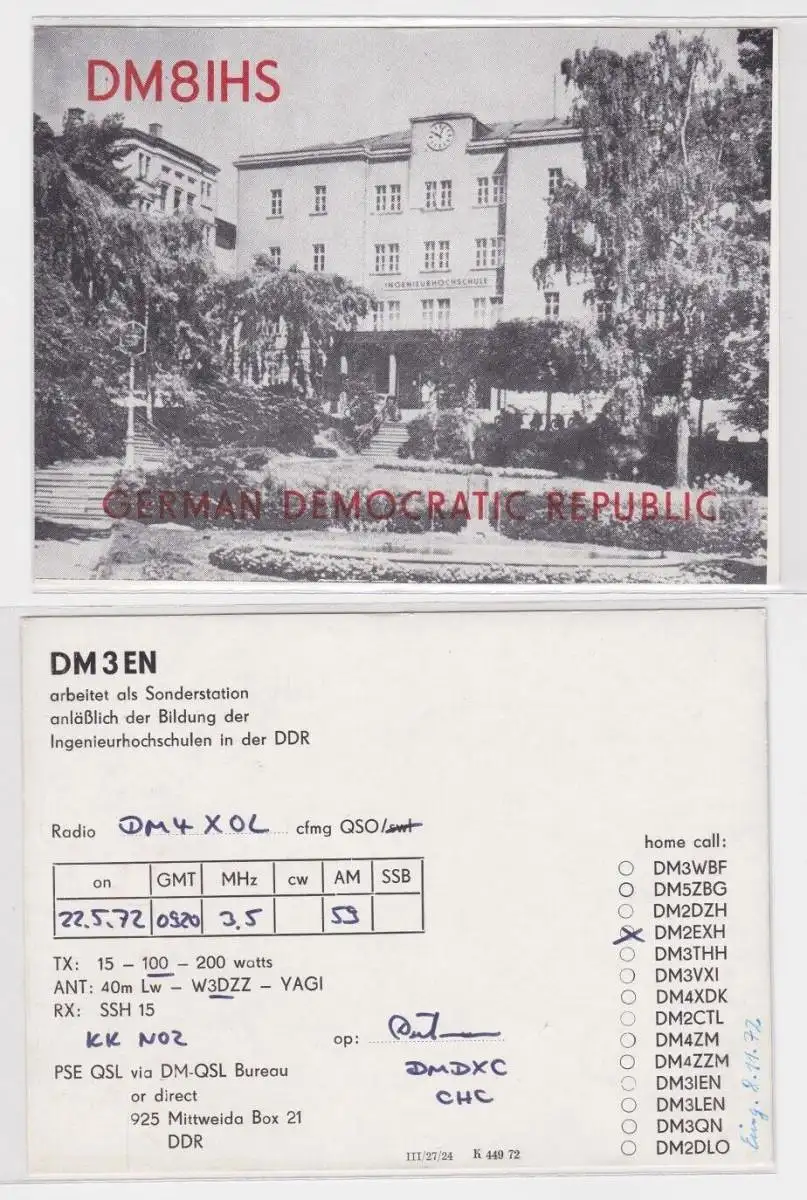 DM8IHS
INGENIEURHOCHSCHULE
GERMAN DEMOCRATIC REPUBLIC
DM3EN
arbeitet als Sonderstation
anläßlich der Bildung der
Ingenieurhochschulen in der DDR
Radio DM4XOL cfmg QSO/swl
on GMT MHz cw AM SSB
22.5.72 0920 3.5 59
TX: 15 – 100 – 200 watts
ANT: 40m Lw – W3DZZ – YAGI
RX: SSH 15
KK N02
op:
DMDXC
CHC
PSE QSL via DM-QSL Bureau
or direct
925 Mittweida Box 21
DDR
III/27/24 K 449 72
home call:
DM3WBF
DM5ZBG
DM2DZH
DM2EXH
DM3THH
DM3VXI
DM4XDK
DM2CTL
DM4ZM
DM4ZZM
DM3IEN
DM3LEN
DM3QN
DM2DLO
Eing. 8.11.72